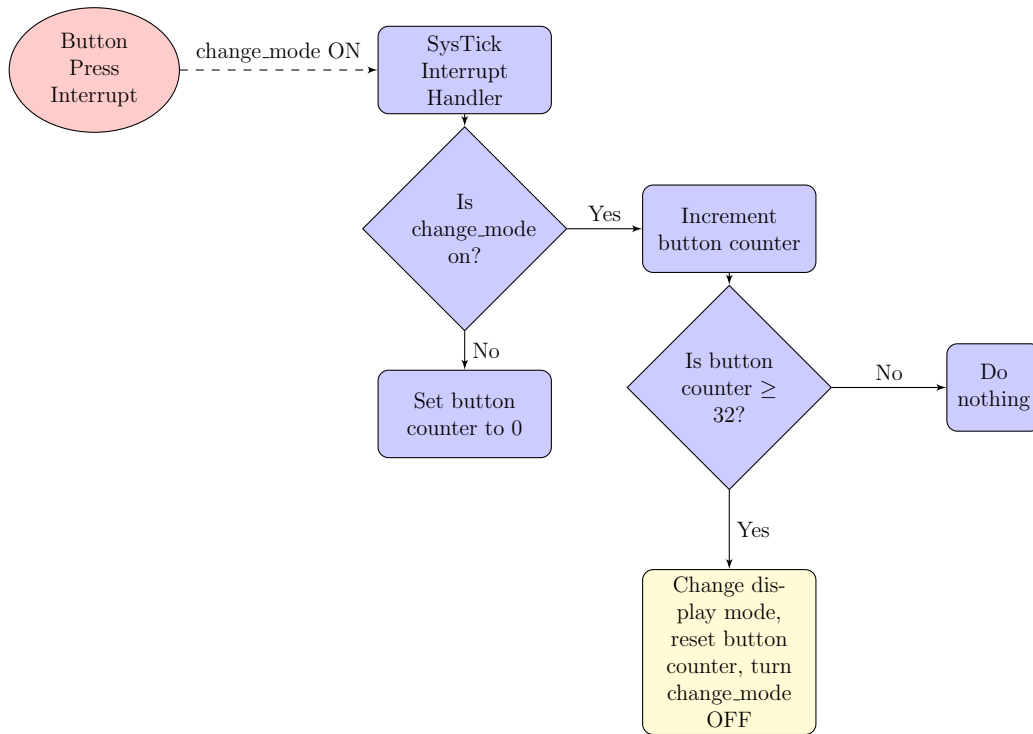 Button
Press
Interrupt
change_mode ON
SysTick
Interrupt
Handler
Is
change_mode
on?
Yes
Increment
button counter
No
Set button
counter to 0
Is button
counter ≥
32?
No
Do
nothing
Yes
Change dis-
play mode,
reset button
counter, turn
change_mode
OFF